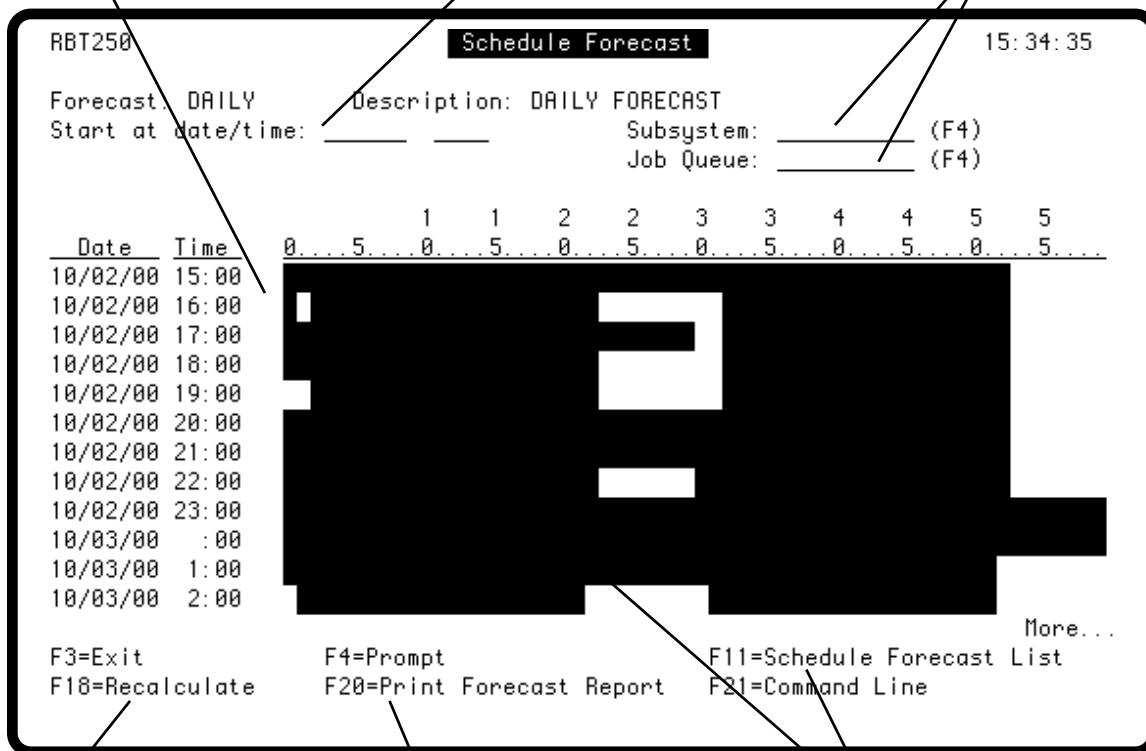 RBT250 Schedule Forecast 15:34:35
Forecast: DAILY Description: DAILY FORECAST
Start at date/time: ______ ____ Subsystem: __________ (F4)
Job Queue: __________ (F4)
1 1 2 2 3 3 4 4 5 5
Date Time 0....5....0....5....0....5....0....5....0....5....0....5....
10/02/00 15:00
10/02/00 16:00
10/02/00 17:00
10/02/00 18:00
10/02/00 19:00
10/02/00 20:00
10/02/00 21:00
10/02/00 22:00
10/02/00 23:00
10/03/00 :00
10/03/00 1:00
10/03/00 2:00
More...
F3=Exit F4=Prompt F11=Schedule Forecast List
F18=Recalculate F20=Print Forecast Report F21=Command Line